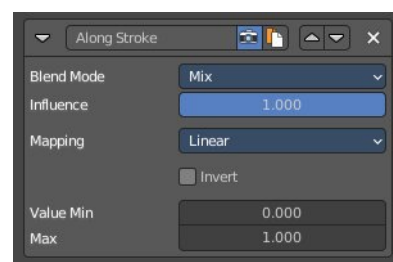 Along Stroke
Blend Mode Mix
Influence 1.000
Mapping Linear
Invert
Value Min 0.000
Max 1.000